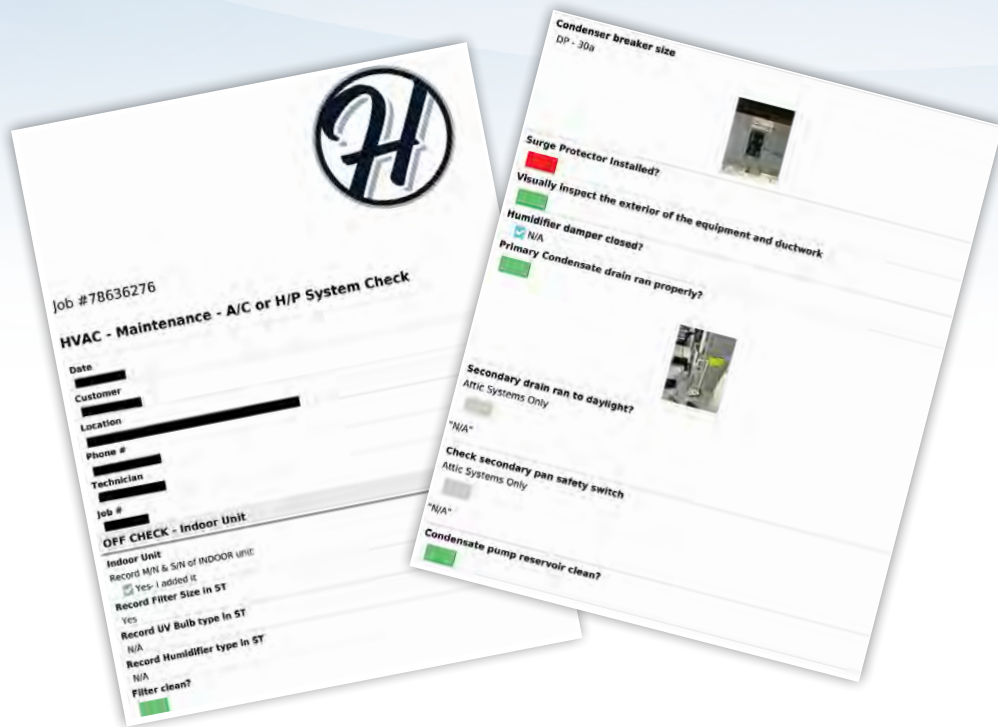 H
Job #78636276
HVAC - Maintenance - A/C or H/P System Check
Date
Customer
Location
Phone #
Technician
Job #
OFF CHECK - Indoor Unit
Indoor Unit
Record M/N & S/N of INDOOR unit
Yes- I added it
Record Filter Size in ST
Yes
Record UV Bulb type in ST
N/A
Record Humidifier type in ST
N/A
Filter clean?
Condenser breaker size
DP - 30a
Surge Protector Installed?
Visually inspect the exterior of the equipment and ductwork
Humidifier damper closed?
N/A
Primary Condensate drain ran properly?
Secondary drain ran to daylight?
Attic Systems Only
"N/A"
Check secondary pan safety switch
Attic Systems Only
"N/A"
Condensate pump reservoir clean?